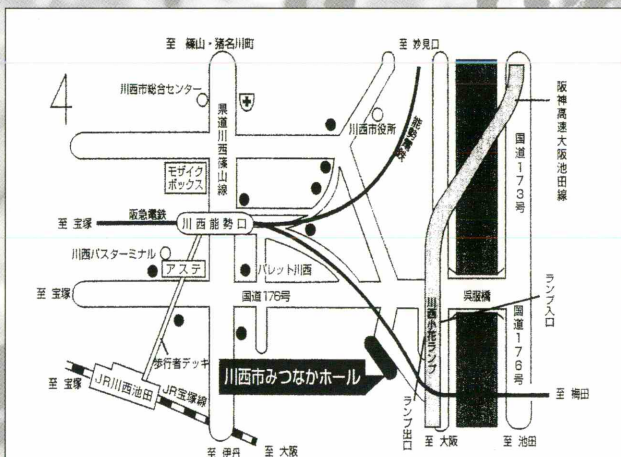 至 篠山・猪名川町
至 妙見口
4
川西市総合センター
県道川西篠山線
川西市役所
能勢電鉄
阪神高速大阪池田線
国道173号
モザイク
ボックス
阪急電鉄
至 宝塚
川西能勢口
川西バスターミナル
アステ
パレット川西
至 宝塚
国道176号
川西小花ランプ
呉服橋
ランプ入口
国道176号
歩行者デッキ
至 宝塚
JR川西池田
JR宝塚線
川西市みつなかホール
ランプ出口
至 梅田
至 伊丹
至 大阪
至 大阪
至 池田